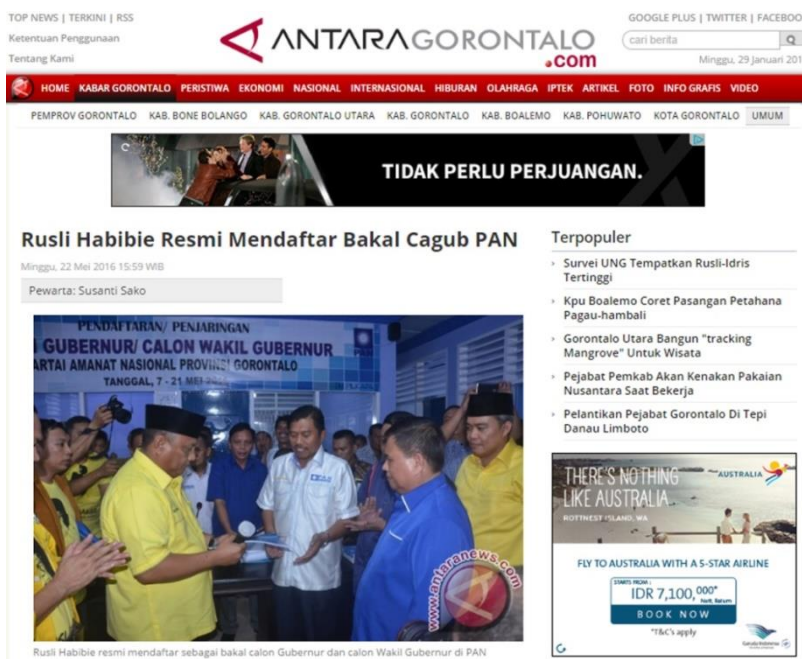 TOP NEWS | TERKINI | RSS
GOOGLE PLUS | TWITTER | FACEBOO
Ketentuan Penggunaan
ANTARAGORONTALO
.com
cari berita
Tentang Kami
Minggu, 29 Januari 201
HOME KABAR GORONTALO PERISTIWA EKONOMI NASIONAL INTERNASIONAL HIBURAN OLAHRAGA IPTEK ARTIKEL FOTO INFO GRAFIS VIDEO
PEMPROV GORONTALO KAB. BONE BOLANGO KAB. GORONTALO UTARA KAB. GORONTALO KAB. BOALEMO KAB. POHUWATO KOTA GORONTALO UMUM
TIDAK PERLU PERJUANGAN.
Rusli Habibie Resmi Mendaftar Bakal Cagub PAN
Minggu, 22 Mei 2016 15:59 WIB
Pewarta: Susanti Sako
PENDAFTARAN/ PENJARINGAN
GUBERNUR/ CALON WAKIL GUBERNUR
ARTAI AMANAT NASIONAL PROVINSI GORONTALO
TANGGAL, 7 - 21 MEI
PAN
www.antaranews.com
Rusli Habibie resmi mendaftar sebagai bakal calon Gubernur dan calon Wakil Gubernur di PAN
Terpopuler
Survei UNG Tempatkan Rusli-Idris
Tertinggi
Kpu Boalemo Coret Pasangan Petahana
Pagau-hambali
Gorontalo Utara Bangun "tracking
Mangrove" Untuk Wisata
Pejabat Pemkab Akan Kenakan Pakaian
Nusantara Saat Bekerja
Pelantikan Pejabat Gorontalo Di Tepi
Danau Limboto
THERE'S NOTHING
LIKE AUSTRALIA
AUSTRALIA
ROTTNEST ISLAND, WA
FLY TO AUSTRALIA WITH A 5-STAR AIRLINE
STARTS FROM :
IDR 7,100,000*
Nett, Return
BOOK NOW
*T&C's apply
Garuda Indonesia